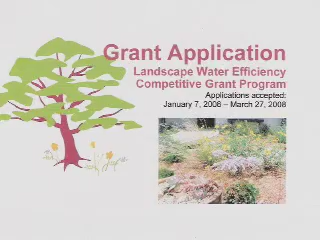 Grant Application
Landscape Water Efficiency
Competitive Grant Program
Applications accepted:
January 7, 2008 – March 27, 2008